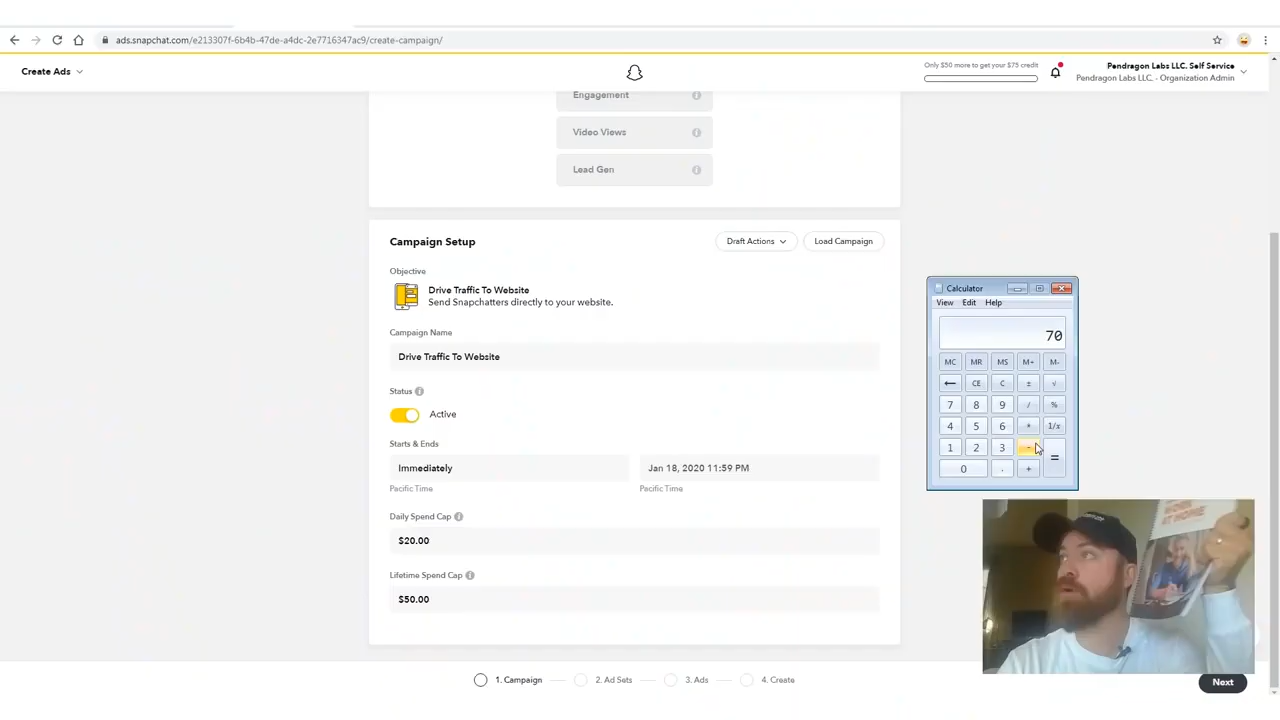 ads.snapchat.com/e213307f-6b4b-47de-a4dc-2e7716347ac9/create-campaign/
Create Ads
Only $50 more to get your $75 credit
Pendragon Labs LLC. Self Service
Pendragon Labs LLC. - Organization Admin
Engagement
Video Views
Lead Gen
Campaign Setup
Draft Actions
Load Campaign
Objective
Drive Traffic To Website
Send Snapchatters directly to your website.
Campaign Name
Drive Traffic To Website
Status
Active
Starts & Ends
Immediately
Jan 18, 2020 11:59 PM
Pacific Time
Pacific Time
Daily Spend Cap
$20.00
Lifetime Spend Cap
$50.00
Calculator
View Edit Help
70
MC MR MS M+ M-
← CE C ± √
7 8 9 / %
4 5 6 * 1/x
1 2 3 - =
0 . +
1. Campaign
2. Ad Sets
3. Ads
4. Create
Next